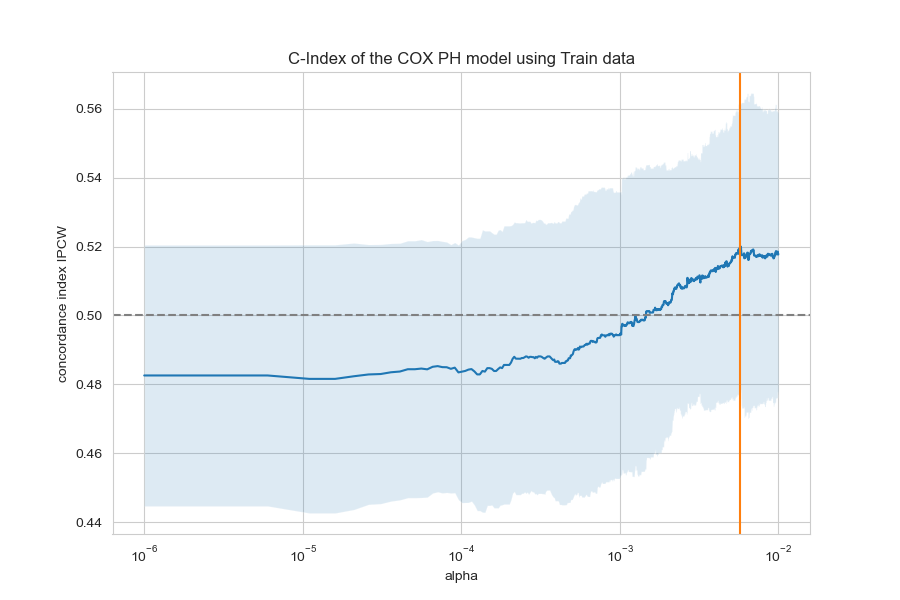 C-Index of the COX PH model using Train data
concordance index IPCW
0.56
0.54
0.52
0.50
0.48
0.46
0.44
10⁻⁶ 10⁻⁵ 10⁻⁴ 10⁻³ 10⁻²
alpha